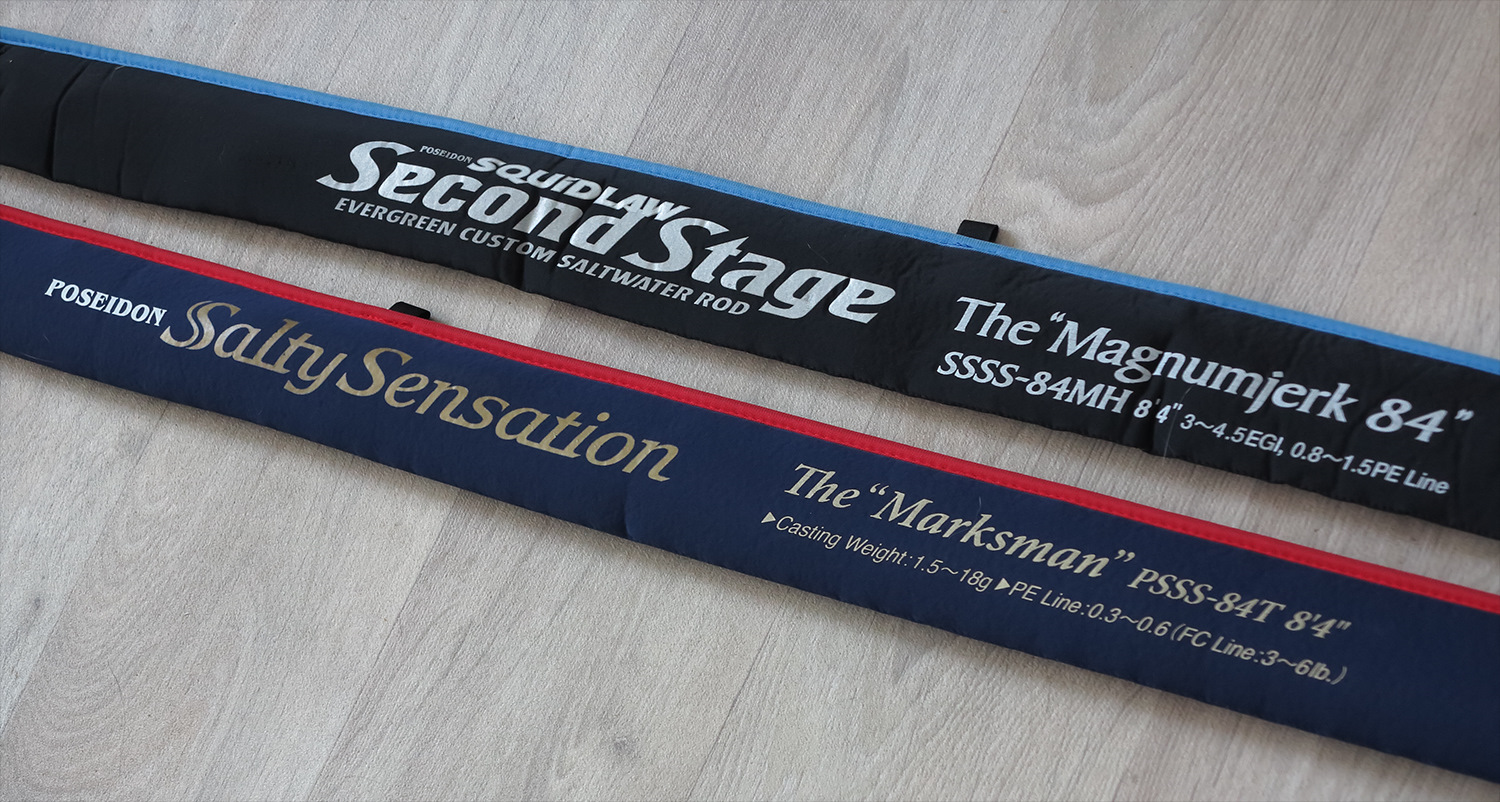 POSEIDON SQUiDLAW
Second Stage
EVERGREEN CUSTOM SALTWATER ROD
The “Magnumjerk 84”
SSSS-84MH 8'4" 3〜4.5EGI, 0.8〜1.5PE Line
POSEIDON Salty Sensation
The “Marksman” PSSS-84T 8'4"
▶Casting Weight:1.5〜18g ▶PE Line:0.3〜0.6(FC Line:3〜6lb.)